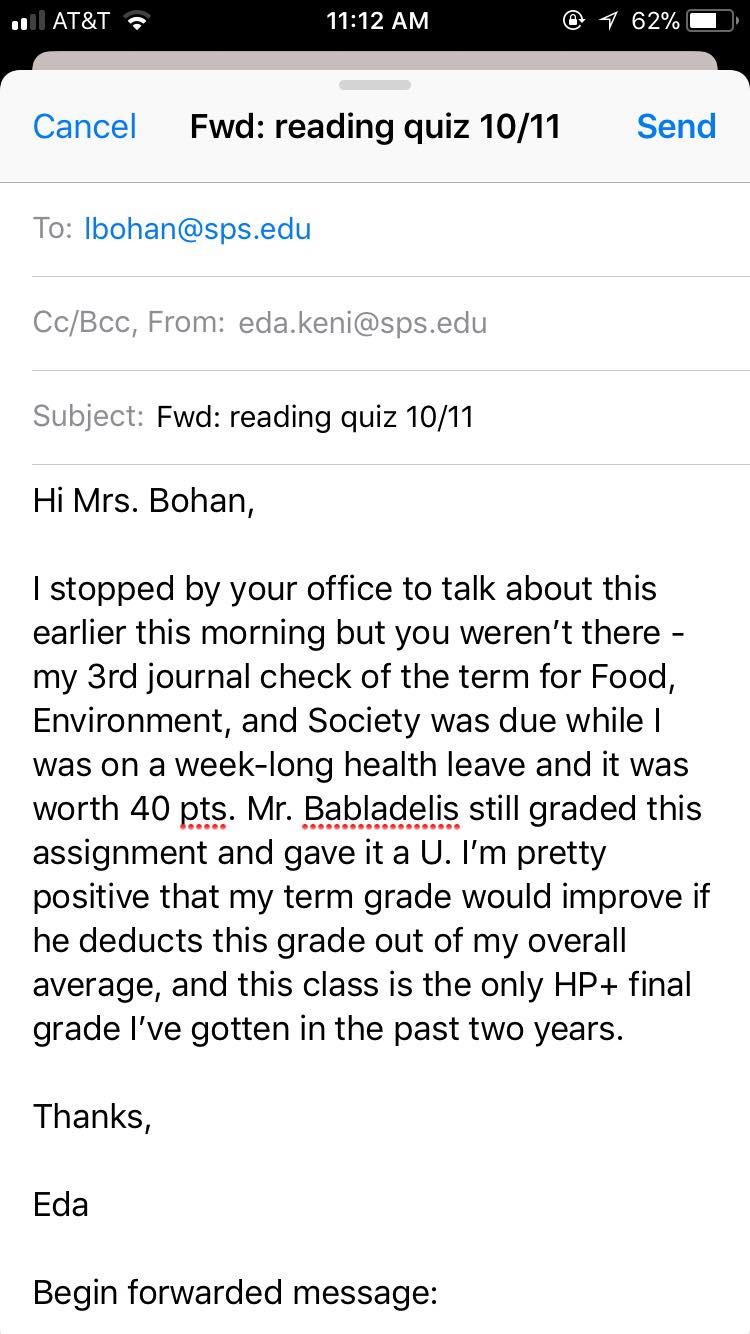 AT&T 11:12 AM 62%
Cancel Fwd: reading quiz 10/11 Send
To: lbohan@sps.edu
Cc/Bcc, From: eda.keni@sps.edu
Subject: Fwd: reading quiz 10/11
Hi Mrs. Bohan,
I stopped by your office to talk about this
earlier this morning but you weren’t there -
my 3rd journal check of the term for Food,
Environment, and Society was due while I
was on a week-long health leave and it was
worth 40 pts. Mr. Babladelis still graded this
assignment and gave it a U. I’m pretty
positive that my term grade would improve if
he deducts this grade out of my overall
average, and this class is the only HP+ final
grade I’ve gotten in the past two years.
Thanks,
Eda
Begin forwarded message: